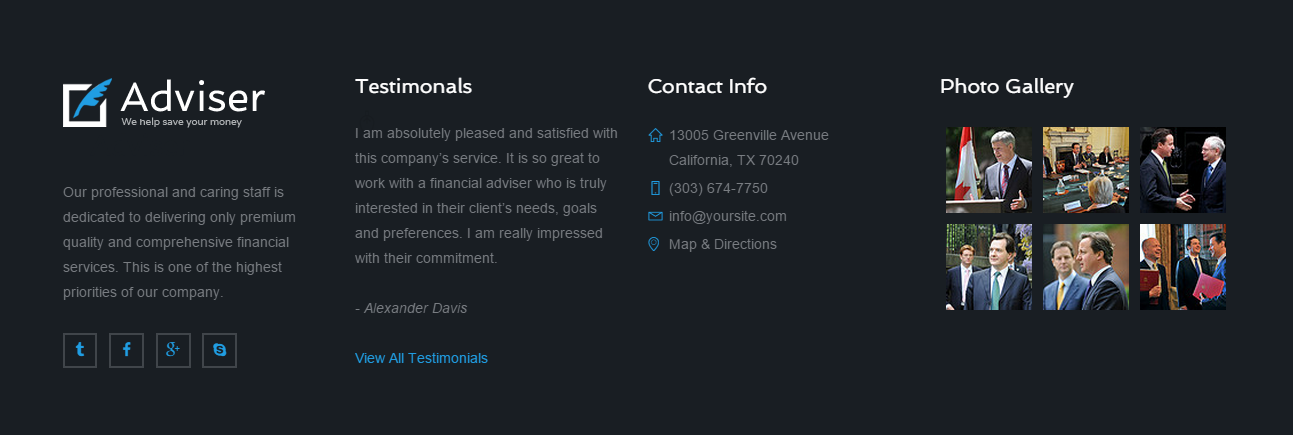 Adviser
We help save your money
Our professional and caring staff is
dedicated to delivering only premium
quality and comprehensive financial
services. This is one of the highest
priorities of our company.
Testimonals
I am absolutely pleased and satisfied with
this company’s service. It is so great to
work with a financial adviser who is truly
interested in their client’s needs, goals
and preferences. I am really impressed
with their commitment.
- Alexander Davis
View All Testimonials
Contact Info
13005 Greenville Avenue
California, TX 70240
(303) 674-7750
info@yoursite.com
Map & Directions
Photo Gallery